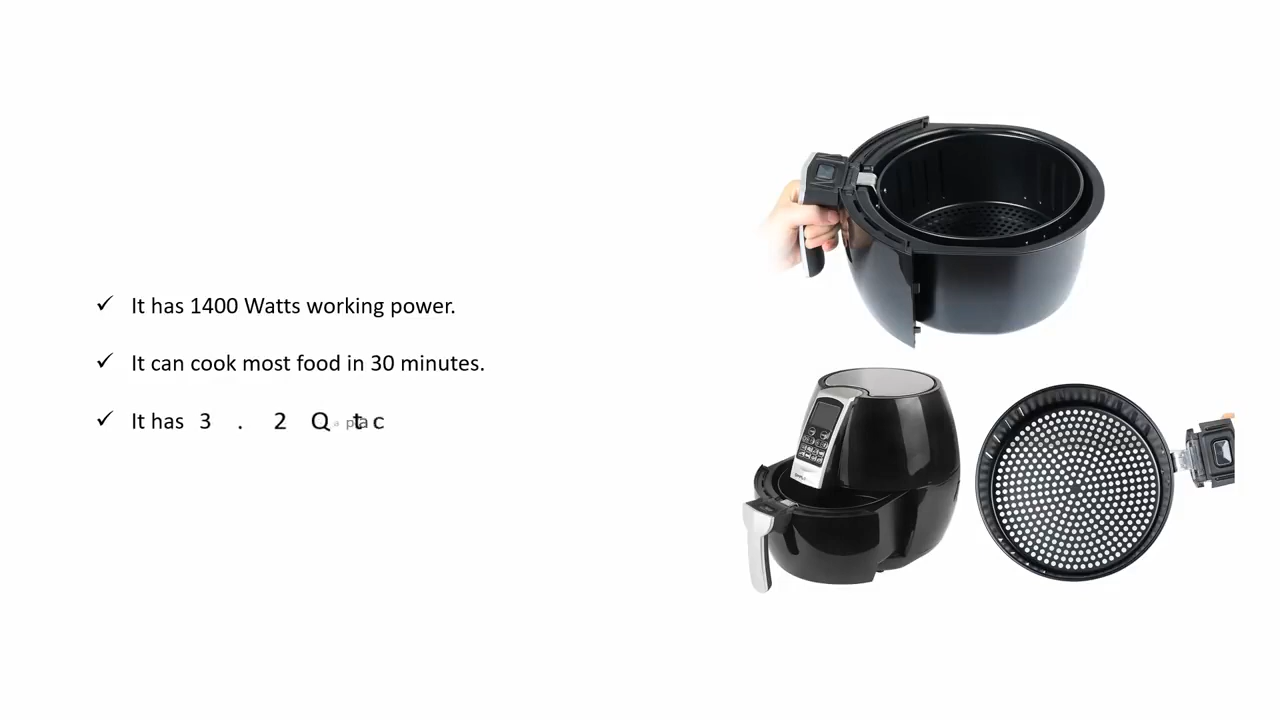 It has 1400 Watts working power.
It can cook most food in 30 minutes.
It has 3 . 2 Q